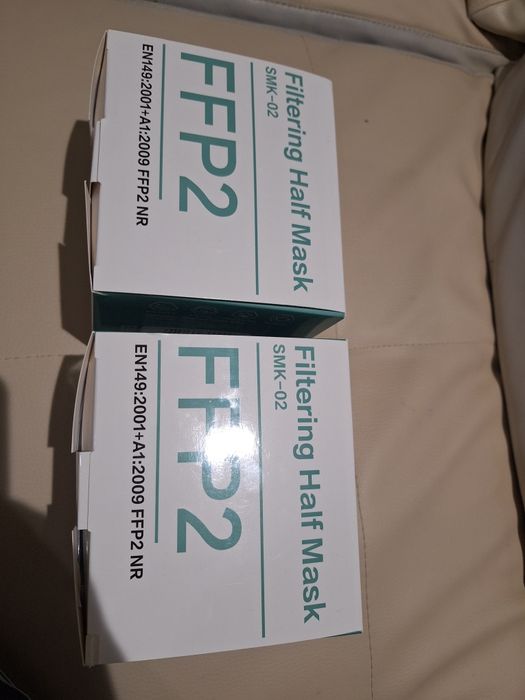 Filtering Half Mask
SMK-02
FFP2
EN149:2001+A1:2009 FFP2 NR
Filtering Half Mask
SMK-02
FFP2
EN149:2001+A1:2009 FFP2 NR